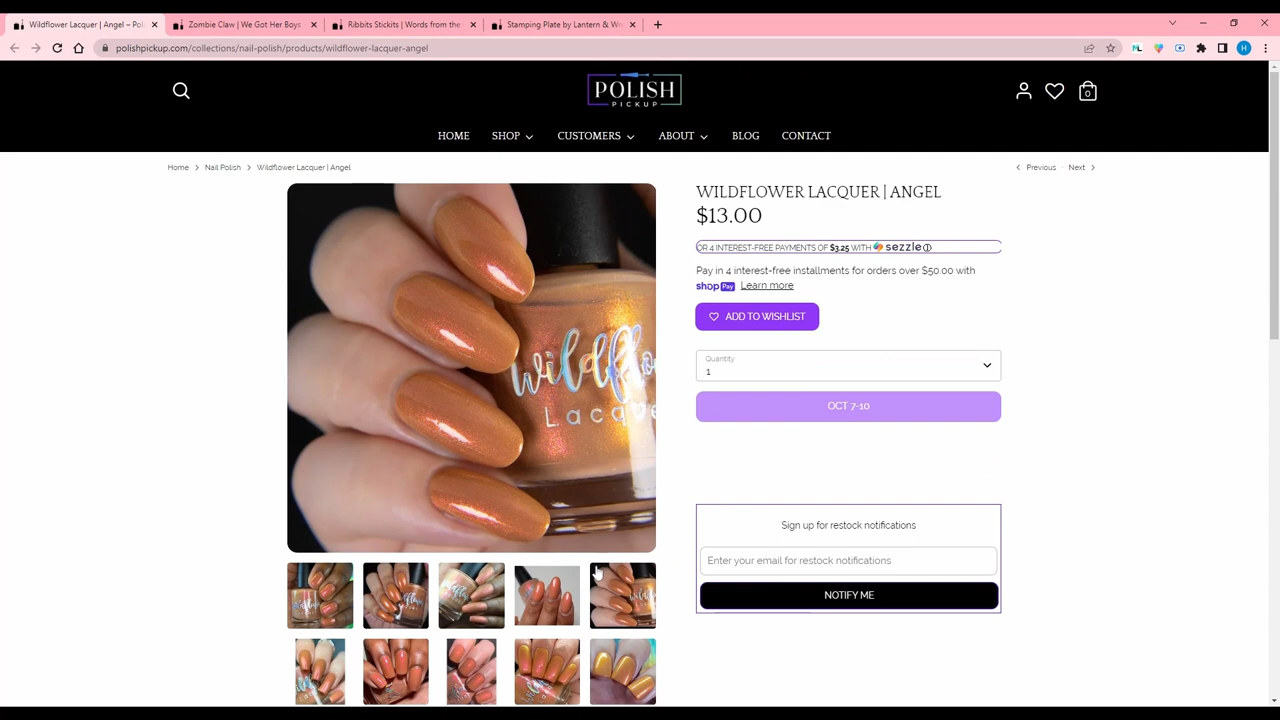 Wildflower Lacquer | Angel – Poli
Zombie Claw | We Got Her Boys
Ribbits Stickits | Words from the
Stamping Plate by Lantern & Wr
polishpickup.com/collections/nail-polish/products/wildflower-lacquer-angel
ML
H
POLISH
PICKUP
0
HOME
SHOP
CUSTOMERS
ABOUT
BLOG
CONTACT
Home > Nail Polish > Wildflower Lacquer | Angel
< Previous · Next >
WILDFLOWER LACQUER | ANGEL
$13.00
OR 4 INTEREST-FREE PAYMENTS OF $3.25 WITH sezzle
Pay in 4 interest-free installments for orders over $50.00 with
shop Pay Learn more
ADD TO WISHLIST
Quantity
1
OCT 7-10
wildflo
Lacque
Sign up for restock notifications
Enter your email for restock notifications
NOTIFY ME